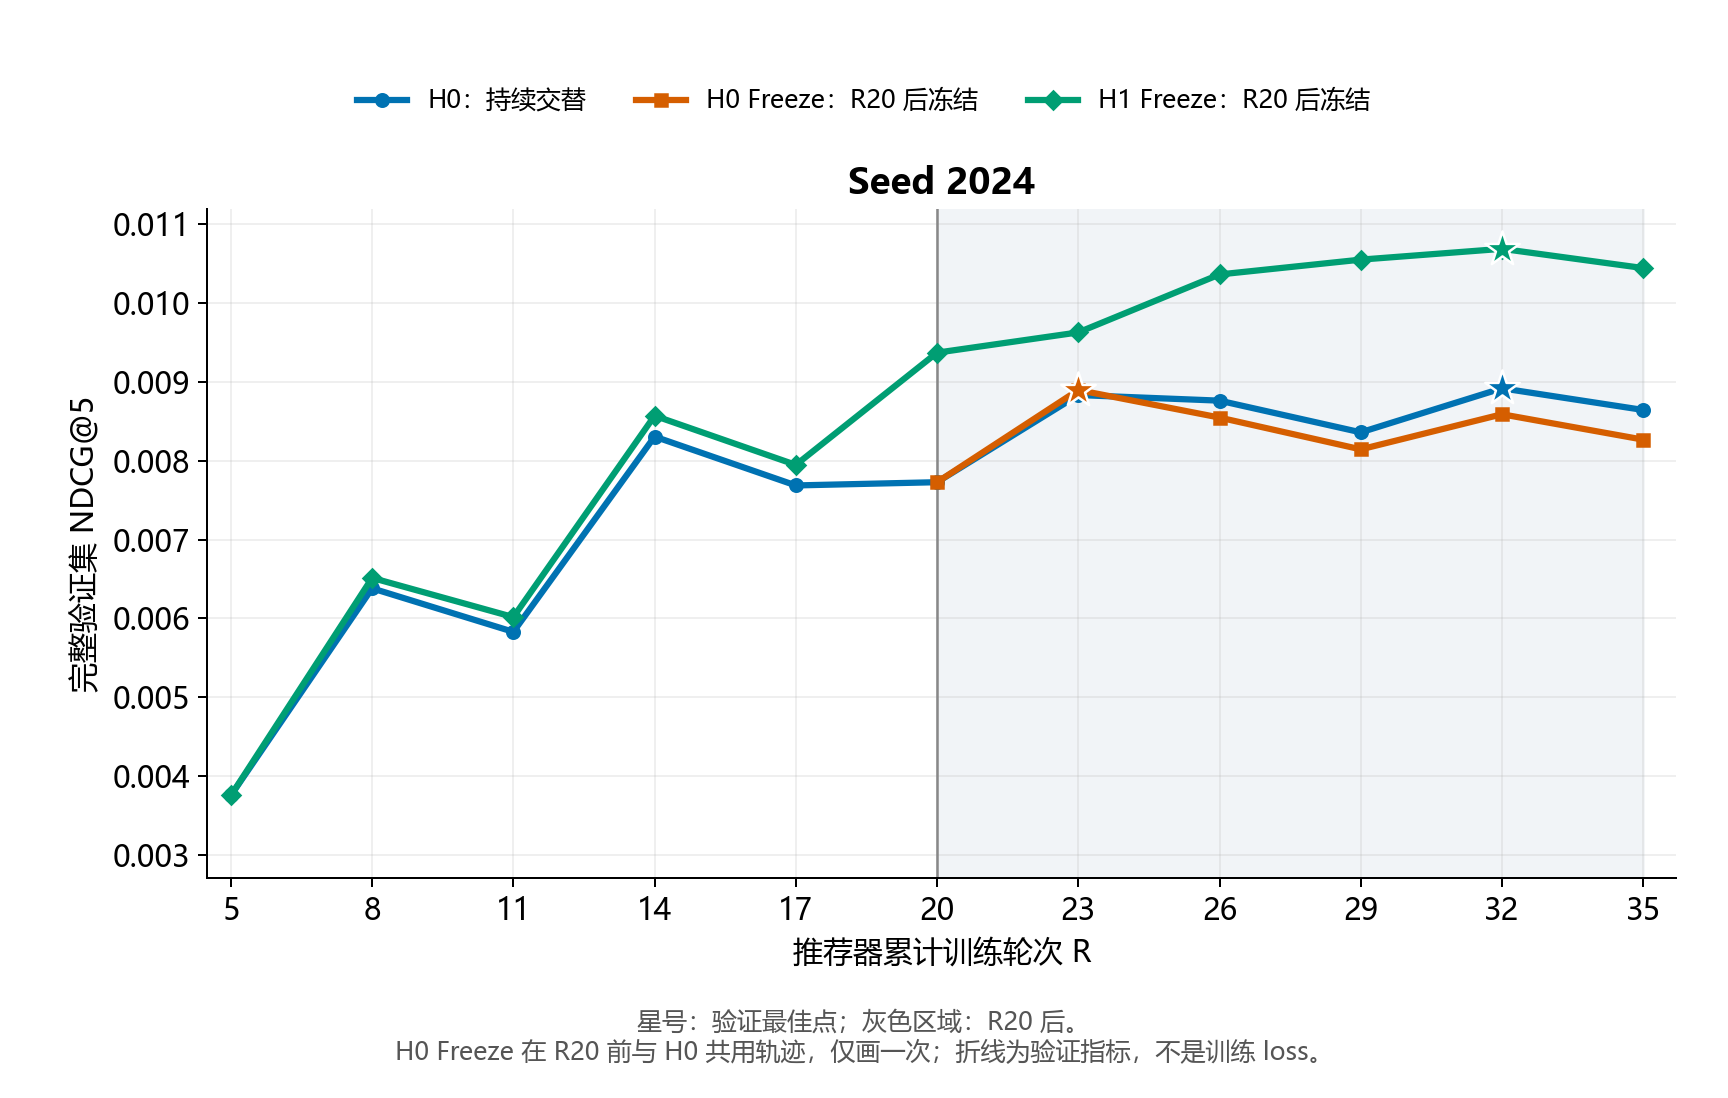 H0：持续交替 H0 Freeze：R20 后冻结 H1 Freeze：R20 后冻结
Seed 2024
0.011
0.010
0.009
0.008
0.007
0.006
0.005
0.004
0.003
完整验证集 NDCG@5
5 8 11 14 17 20 23 26 29 32 35
推荐器累计训练轮次 R
星号：验证最佳点；灰色区域：R20 后。
H0 Freeze 在 R20 前与 H0 共用轨迹，仅画一次；折线为验证指标，不是训练 loss。